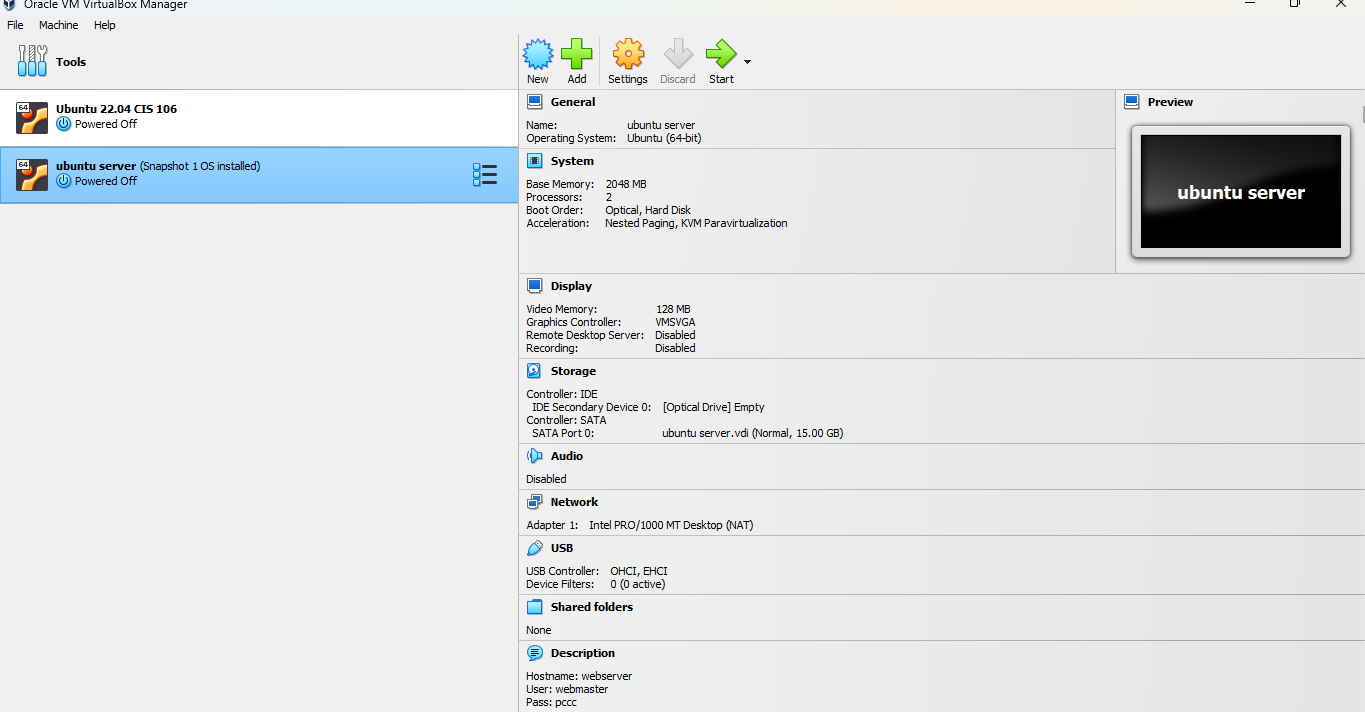 Oracle VM VirtualBox Manager
File Machine Help
Tools
New Add Settings Discard Start
64
Ubuntu 22.04 CIS 106
Powered Off
64
ubuntu server (Snapshot 1 OS installed)
Powered Off
General
Name: ubuntu server
Operating System: Ubuntu (64-bit)
Preview
ubuntu server
System
Base Memory: 2048 MB
Processors: 2
Boot Order: Optical, Hard Disk
Acceleration: Nested Paging, KVM Paravirtualization
Display
Video Memory: 128 MB
Graphics Controller: VMSVGA
Remote Desktop Server: Disabled
Recording: Disabled
Storage
Controller: IDE
IDE Secondary Device 0: [Optical Drive] Empty
Controller: SATA
SATA Port 0: ubuntu server.vdi (Normal, 15.00 GB)
Audio
Disabled
Network
Adapter 1: Intel PRO/1000 MT Desktop (NAT)
USB
USB Controller: OHCI, EHCI
Device Filters: 0 (0 active)
Shared folders
None
Description
Hostname: webserver
User: webmaster
Pass: pccc